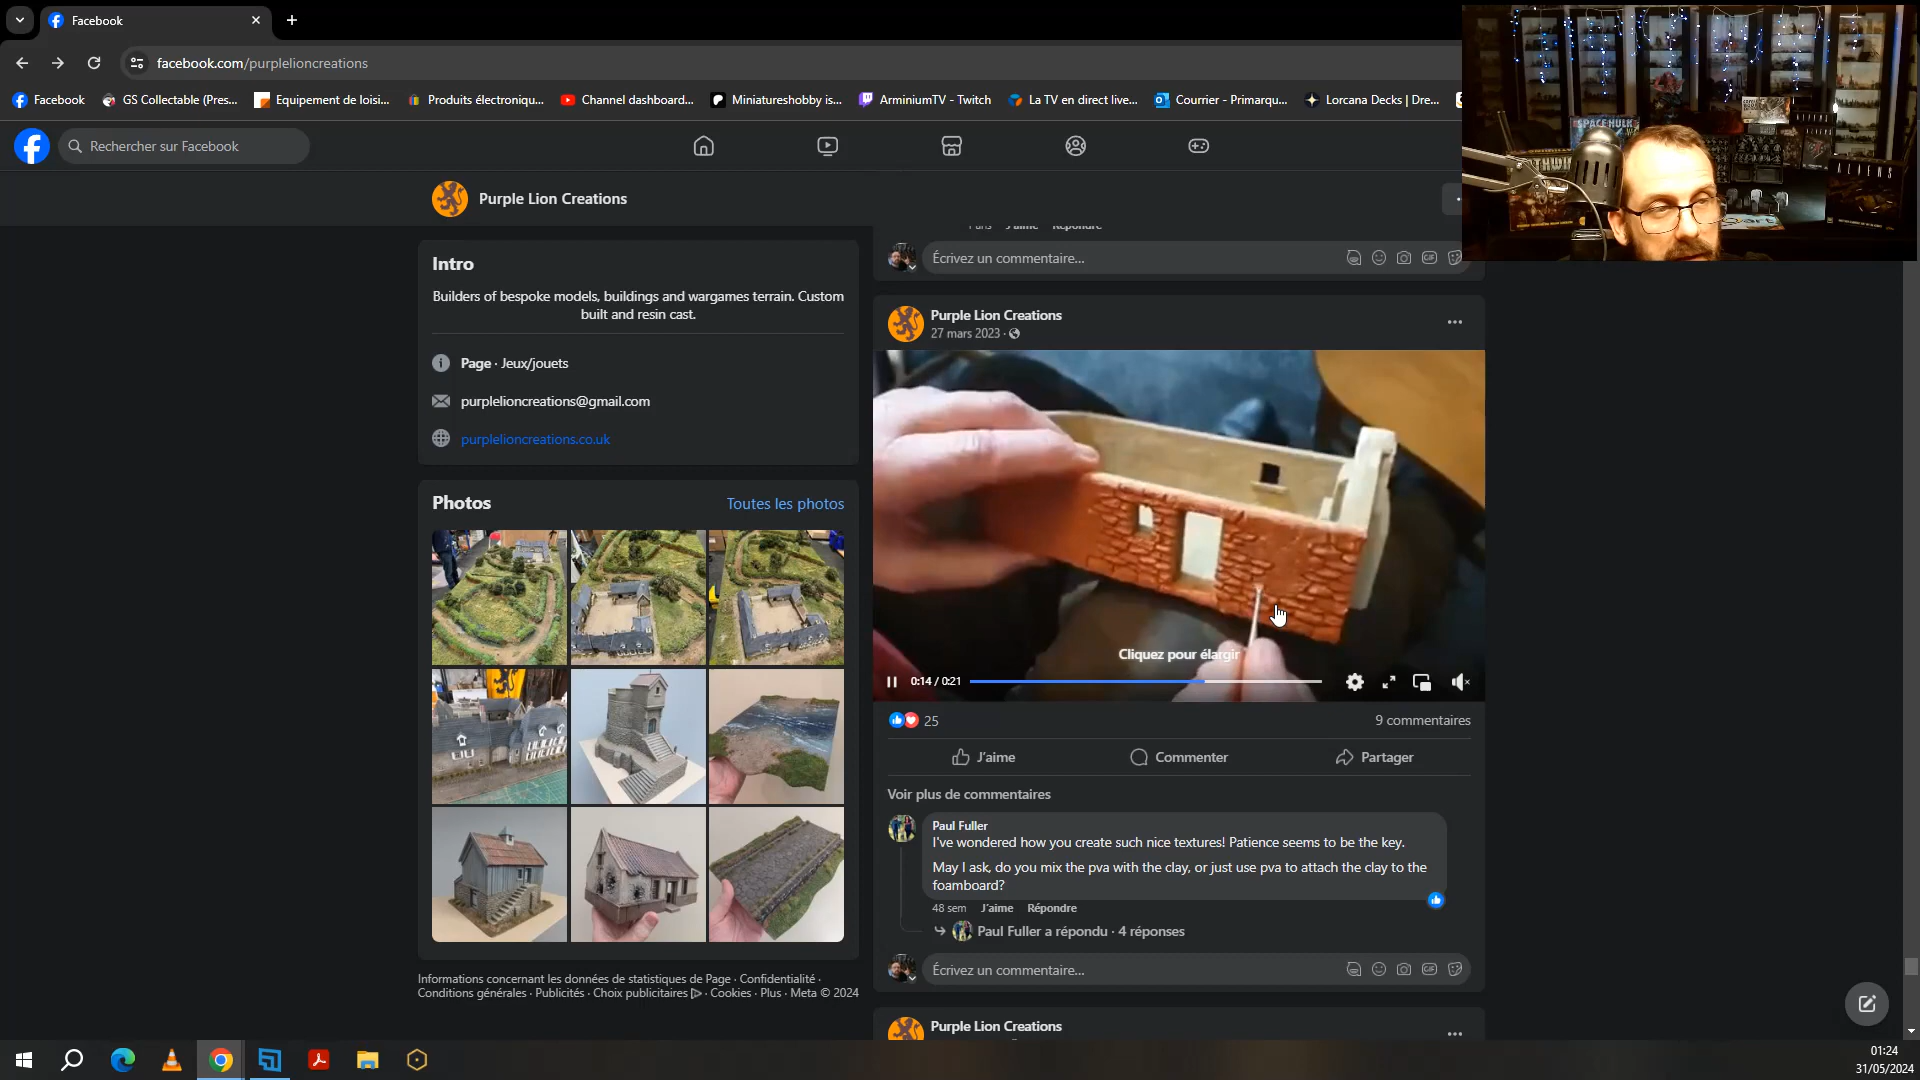 Facebook
facebook.com/purplelioncreations
Facebook
GS Collectable (Pres...
Equipement de loisi...
Produits électroniqu...
Channel dashboard...
Miniatureshobby is...
ArminiumTV - Twitch
La TV en direct live...
Courrier - Primarqu...
Lorcana Decks | Dre...
SPACE HULK
ALIENS
Rechercher sur Facebook
Purple Lion Creations
Intro
Builders of bespoke models, buildings and wargames terrain. Custom
built and resin cast.
Page · Jeux/jouets
purplelioncreations@gmail.com
purplelioncreations.co.uk
Photos
Toutes les photos
Informations concernant les données de statistiques de Page · Confidentialité ·
Conditions générales · Publicités · Choix publicitaires · Cookies · Plus · Meta © 2024
J'aime Répondre
Écrivez un commentaire...
Purple Lion Creations
27 mars 2023 ·
Cliquez pour élargir
0:14 / 0:21
25
9 commentaires
J'aime
Commenter
Partager
Voir plus de commentaires
Paul Fuller
I've wondered how you create such nice textures! Patience seems to be the key.
May I ask, do you mix the pva with the clay, or just use pva to attach the clay to the
foamboard?
48 sem J'aime Répondre
Paul Fuller a répondu · 4 réponses
Écrivez un commentaire...
Purple Lion Creations
01:24
31/05/2024